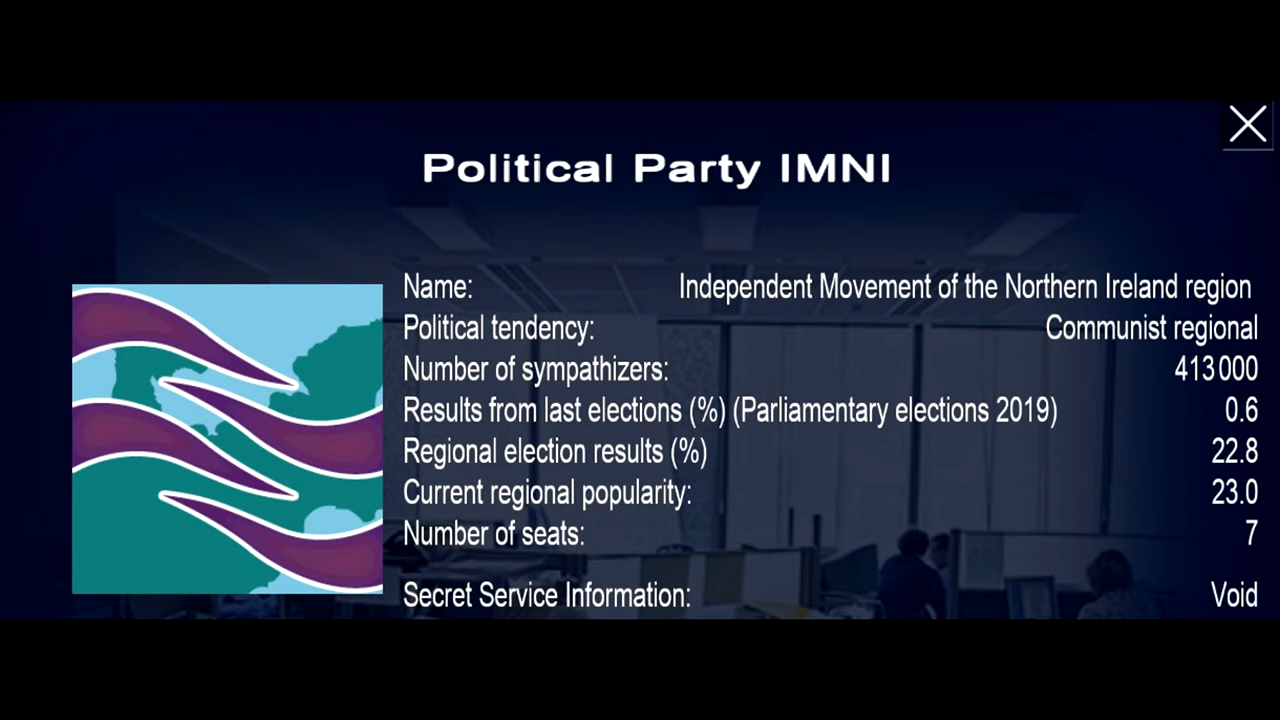 Political Party IMNI
Name: Independent Movement of the Northern Ireland region
Political tendency: Communist regional
Number of sympathizers: 413 000
Results from last elections (%) (Parliamentary elections 2019) 0.6
Regional election results (%) 22.8
Current regional popularity: 23.0
Number of seats: 7
Secret Service Information: Void